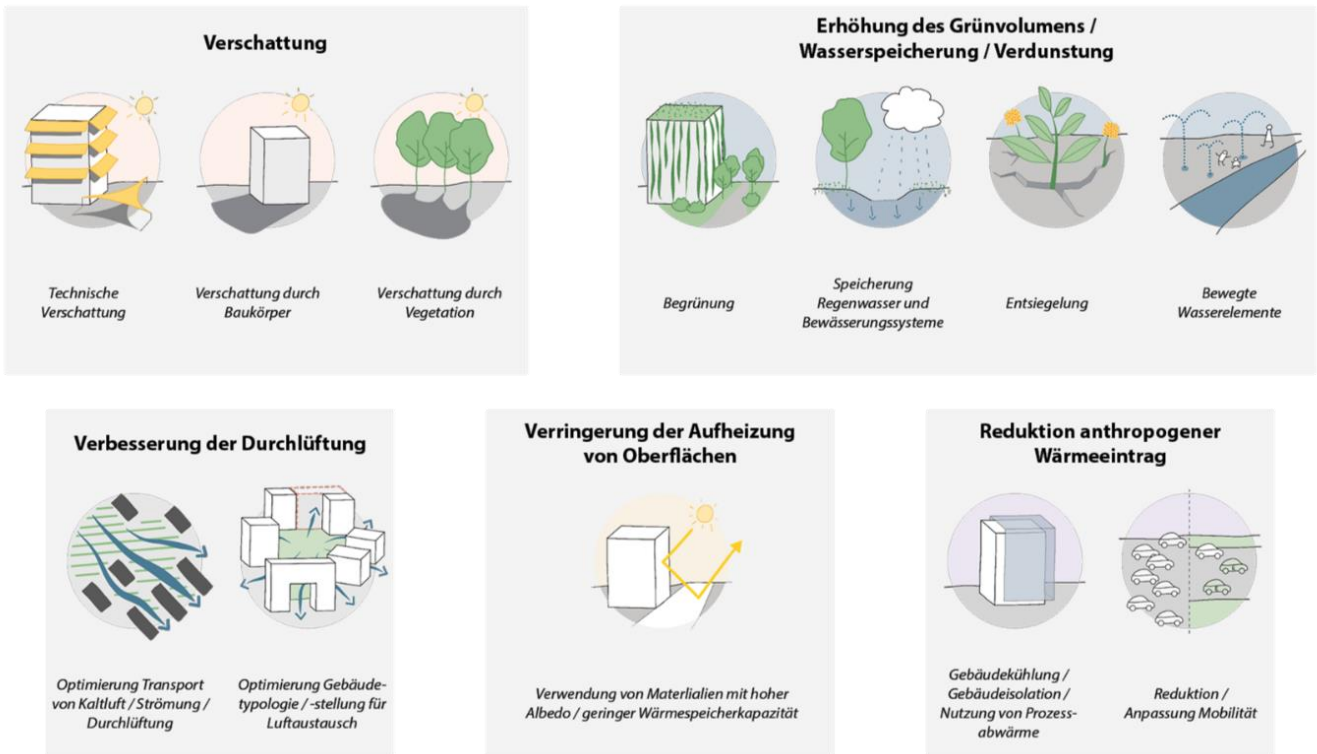 Verschattung
Technische
Verschattung
Verschattung durch
Baukörper
Verschattung durch
Vegetation
Erhöhung des Grünvolumens /
Wasserspeicherung / Verdunstung
Begrünung
Speicherung
Regenwasser und
Bewässerungssysteme
Entsiegelung
Bewegte
Wasserelemente
Verbesserung der Durchlüftung
Optimierung Transport
von Kaltluft / Strömung /
Durchlüftung
Optimierung Gebäude-
typologie / -stellung für
Luftaustausch
Verringerung der Aufheizung
von Oberflächen
Verwendung von Materlialien mit hoher
Albedo / geringer Wärmespeicherkapazität
Reduktion anthropogener
Wärmeeintrag
Gebäudekühlung /
Gebäudeisolation /
Nutzung von Prozess-
abwärme
Reduktion /
Anpassung Mobilität